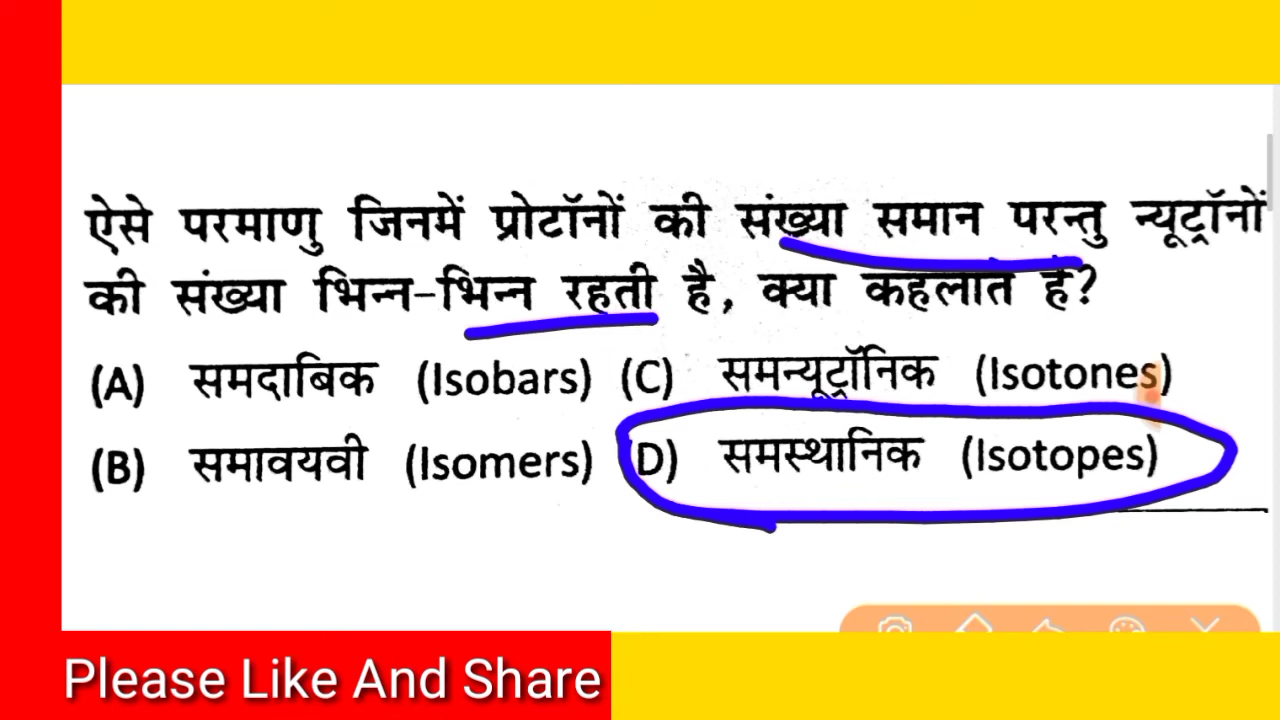 ऐसे परमाणु जिनमें प्रोटॉनों की संख्या समान परन्तु न्यूट्रॉनों
की संख्या भिन्न-भिन्न रहती है, क्या कहलाते है?
(A) समदाबिक (Isobars) (C) समन्यूट्रॉनिक (Isotones)
(B) समावयवी (Isomers) D) समस्थानिक (Isotopes)
Please Like And Share